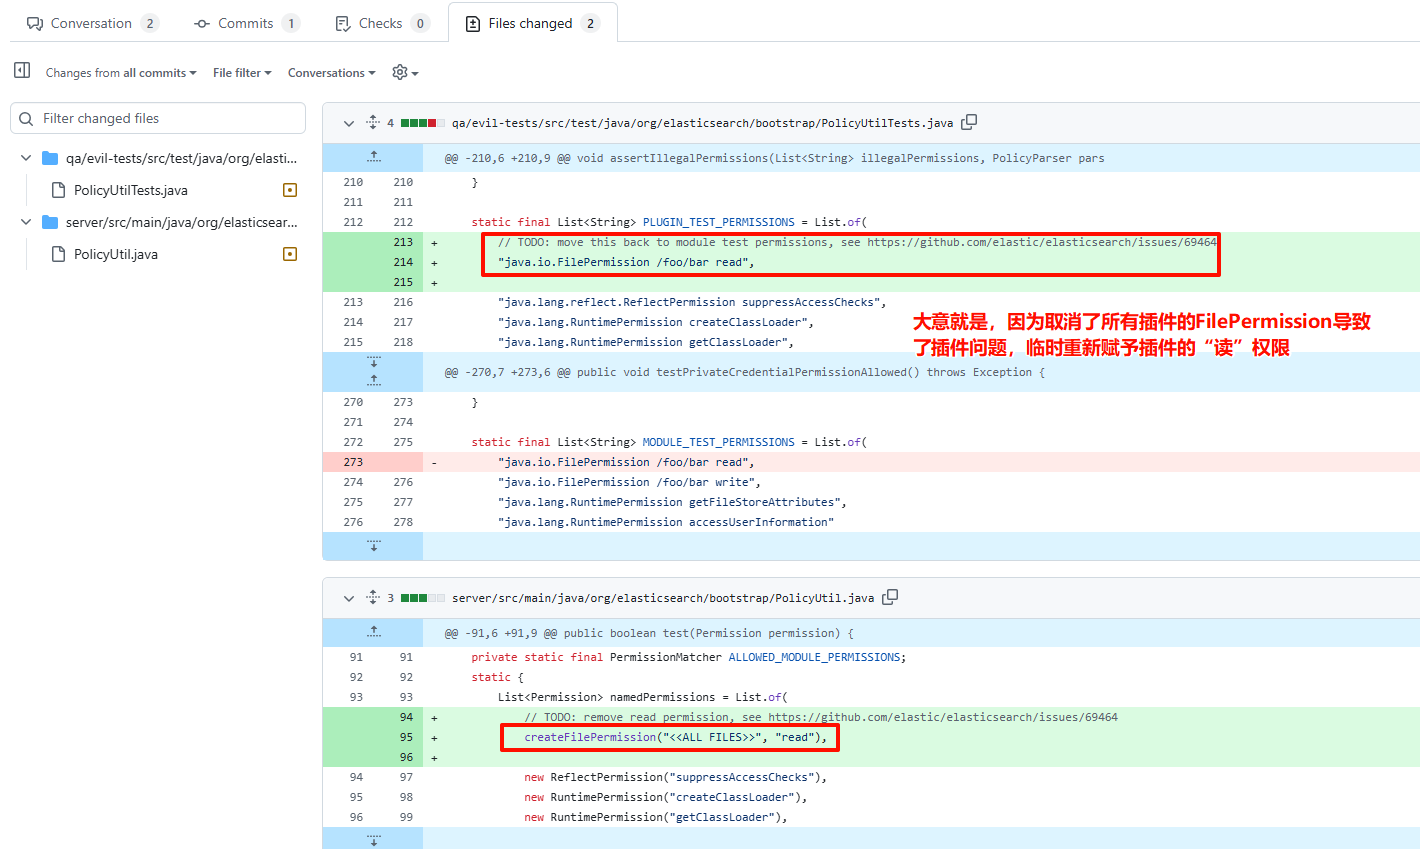 Conversation 2 Commits 1 Checks 0 Files changed 2
Changes from all commits File filter Conversations
Filter changed files
qa/evil-tests/src/test/java/org/elasti...
PolicyUtilTests.java
server/src/main/java/org/elasticsear...
PolicyUtil.java
4 qa/evil-tests/src/test/java/org/elasticsearch/bootstrap/PolicyUtilTests.java
@@ -210,6 +210,9 @@ void assertIllegalPermissions(List<String> illegalPermissions, PolicyParser pars
210 210 }
211 211
212 212 static final List<String> PLUGIN_TEST_PERMISSIONS = List.of(
213 + // TODO: move this back to module test permissions, see https://github.com/elastic/elasticsearch/issues/69464
214 + "java.io.FilePermission /foo/bar read",
215 +
213 216 "java.lang.reflect.ReflectPermission suppressAccessChecks",
214 217 "java.lang.RuntimePermission createClassLoader",
215 218 "java.lang.RuntimePermission getClassLoader",
大意就是，因为取消了所有插件的FilePermission导致
了插件问题，临时重新赋予插件的“读”权限
@@ -270,7 +273,6 @@ public void testPrivateCredentialPermissionAllowed() throws Exception {
270 273 }
271 274
272 275 static final List<String> MODULE_TEST_PERMISSIONS = List.of(
273 - "java.io.FilePermission /foo/bar read",
274 276 "java.io.FilePermission /foo/bar write",
275 277 "java.lang.RuntimePermission getFileStoreAttributes",
276 278 "java.lang.RuntimePermission accessUserInformation"
3 server/src/main/java/org/elasticsearch/bootstrap/PolicyUtil.java
@@ -91,6 +91,9 @@ public boolean test(Permission permission) {
91 91 private static final PermissionMatcher ALLOWED_MODULE_PERMISSIONS;
92 92 static {
93 93 List<Permission> namedPermissions = List.of(
94 + // TODO: remove read permission, see https://github.com/elastic/elasticsearch/issues/69464
95 + createFilePermission("<<ALL FILES>>", "read"),
96 +
94 97 new ReflectPermission("suppressAccessChecks"),
95 98 new RuntimePermission("createClassLoader"),
96 99 new RuntimePermission("getClassLoader"),